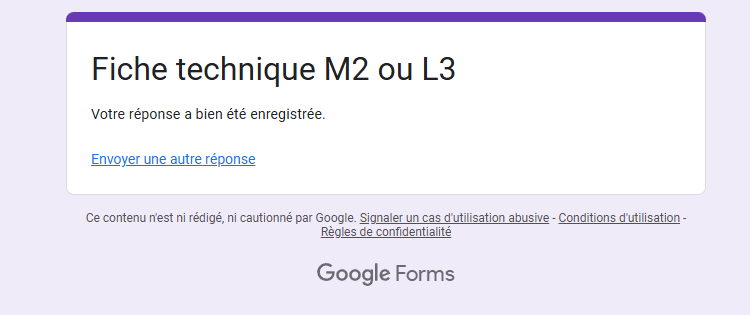 Fiche technique M2 ou L3
Votre réponse a bien été enregistrée.
Envoyer une autre réponse
Ce contenu n'est ni rédigé, ni cautionné par Google. Signaler un cas d'utilisation abusive - Conditions d'utilisation -
Règles de confidentialité
Google Forms